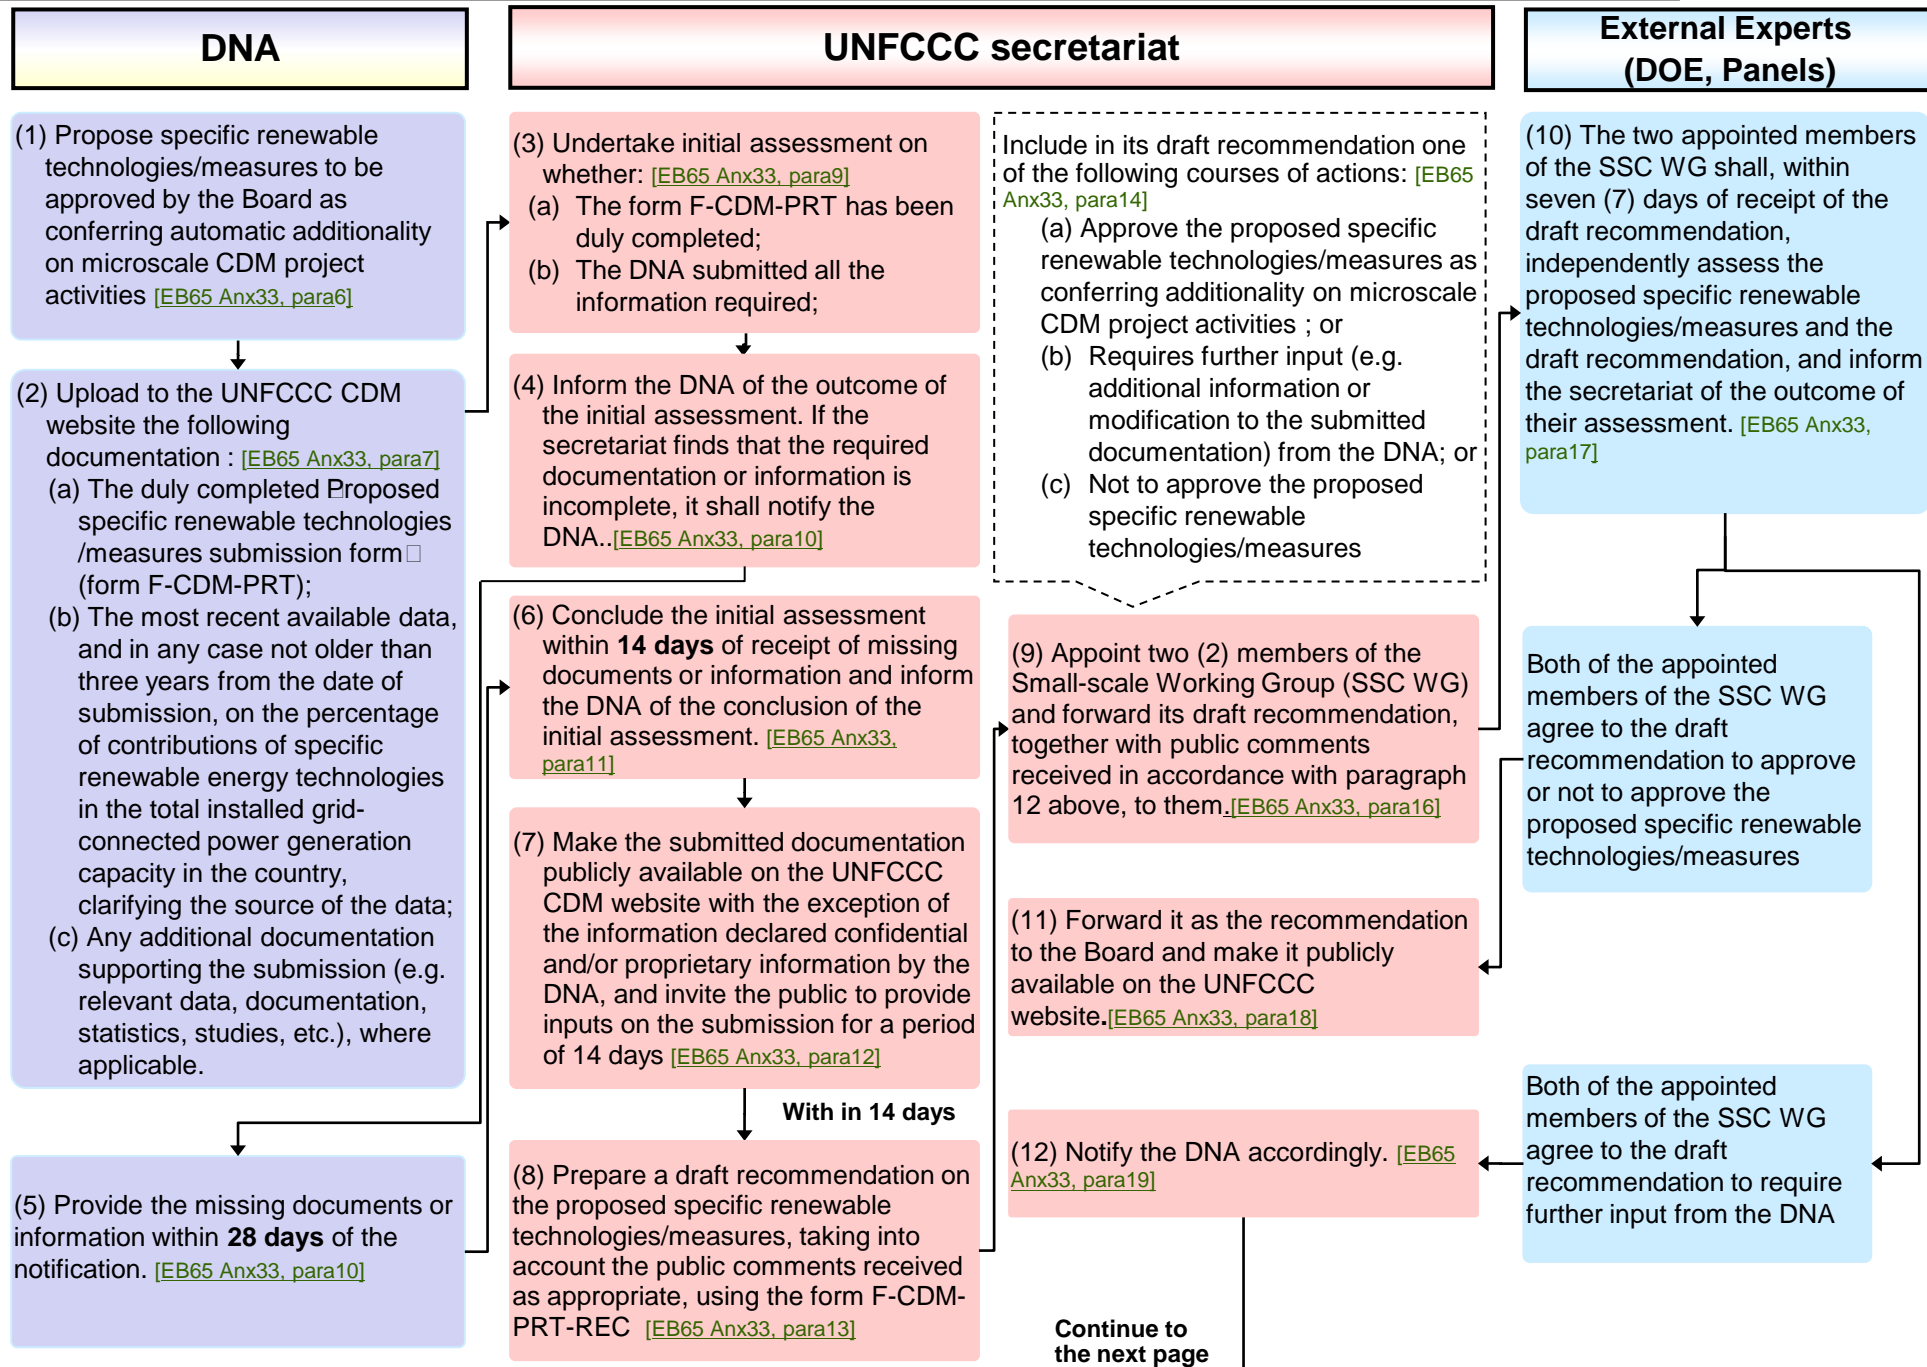 DNA
UNFCCC secretariat
External Experts
(DOE, Panels)
(1) Propose specific renewable
technologies/measures to be
approved by the Board as
conferring automatic additionality
on microscale CDM project
activities [EB65 Anx33, para6]
(2) Upload to the UNFCCC CDM
website the following
documentation : [EB65 Anx33, para7]
(a) The duly completed □Proposed
specific renewable technologies
/measures submission form□
(form F-CDM-PRT);
(b) The most recent available data,
and in any case not older than
three years from the date of
submission, on the percentage
of contributions of specific
renewable energy technologies
in the total installed grid-
connected power generation
capacity in the country,
clarifying the source of the data;
(c) Any additional documentation
supporting the submission (e.g.
relevant data, documentation,
statistics, studies, etc.), where
applicable.
(5) Provide the missing documents or
information within 28 days of the
notification. [EB65 Anx33, para10]
(3) Undertake initial assessment on
whether: [EB65 Anx33, para9]
(a) The form F-CDM-PRT has been
duly completed;
(b) The DNA submitted all the
information required;
(4) Inform the DNA of the outcome of
the initial assessment. If the
secretariat finds that the required
documentation or information is
incomplete, it shall notify the
DNA..[EB65 Anx33, para10]
(6) Conclude the initial assessment
within 14 days of receipt of missing
documents or information and inform
the DNA of the conclusion of the
initial assessment. [EB65 Anx33,
para11]
(7) Make the submitted documentation
publicly available on the UNFCCC
CDM website with the exception of
the information declared confidential
and/or proprietary information by the
DNA, and invite the public to provide
inputs on the submission for a period
of 14 days [EB65 Anx33, para12]
With in 14 days
(8) Prepare a draft recommendation on
the proposed specific renewable
technologies/measures, taking into
account the public comments received
as appropriate, using the form F-CDM-
PRT-REC [EB65 Anx33, para13]
Include in its draft recommendation one
of the following courses of actions: [EB65
Anx33, para14]
(a) Approve the proposed specific
renewable technologies/measures as
conferring additionality on microscale
CDM project activities ; or
(b) Requires further input (e.g.
additional information or
modification to the submitted
documentation) from the DNA; or
(c) Not to approve the proposed
specific renewable
technologies/measures
(9) Appoint two (2) members of the
Small-scale Working Group (SSC WG)
and forward its draft recommendation,
together with public comments
received in accordance with paragraph
12 above, to them.[EB65 Anx33, para16]
(11) Forward it as the recommendation
to the Board and make it publicly
available on the UNFCCC
website.[EB65 Anx33, para18]
(12) Notify the DNA accordingly. [EB65
Anx33, para19]
Continue to
the next page
(10) The two appointed members
of the SSC WG shall, within
seven (7) days of receipt of the
draft recommendation,
independently assess the
proposed specific renewable
technologies/measures and the
draft recommendation, and inform
the secretariat of the outcome of
their assessment. [EB65 Anx33,
para17]
Both of the appointed
members of the SSC WG
agree to the draft
recommendation to approve
or not to approve the
proposed specific renewable
technologies/measures
Both of the appointed
members of the SSC WG
agree to the draft
recommendation to require
further input from the DNA